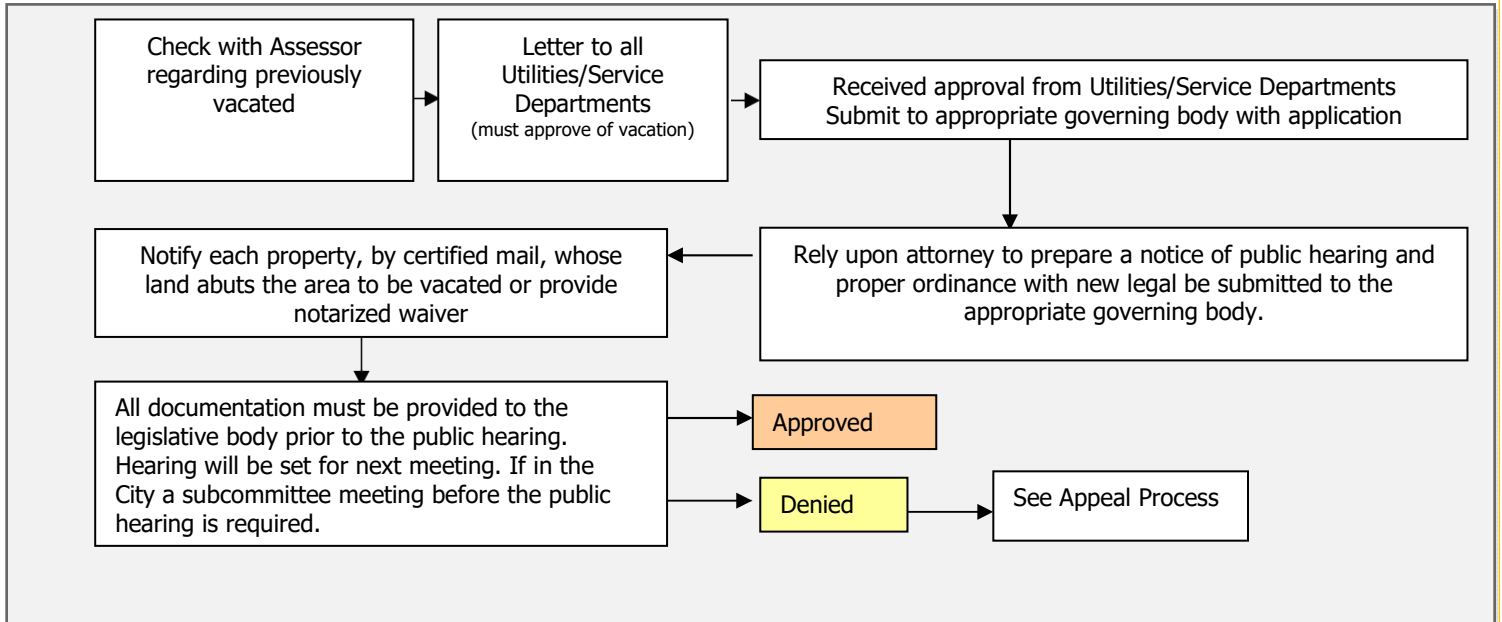 Check with Assessor
regarding previously
vacated
Letter to all
Utilities/Service
Departments
(must approve of vacation)
Received approval from Utilities/Service Departments
Submit to appropriate governing body with application
Rely upon attorney to prepare a notice of public hearing and
proper ordinance with new legal be submitted to the
appropriate governing body.
Notify each property, by certified mail, whose
land abuts the area to be vacated or provide
notarized waiver
All documentation must be provided to the
legislative body prior to the public hearing.
Hearing will be set for next meeting. If in the
City a subcommittee meeting before the public
hearing is required.
Approved
Denied
See Appeal Process